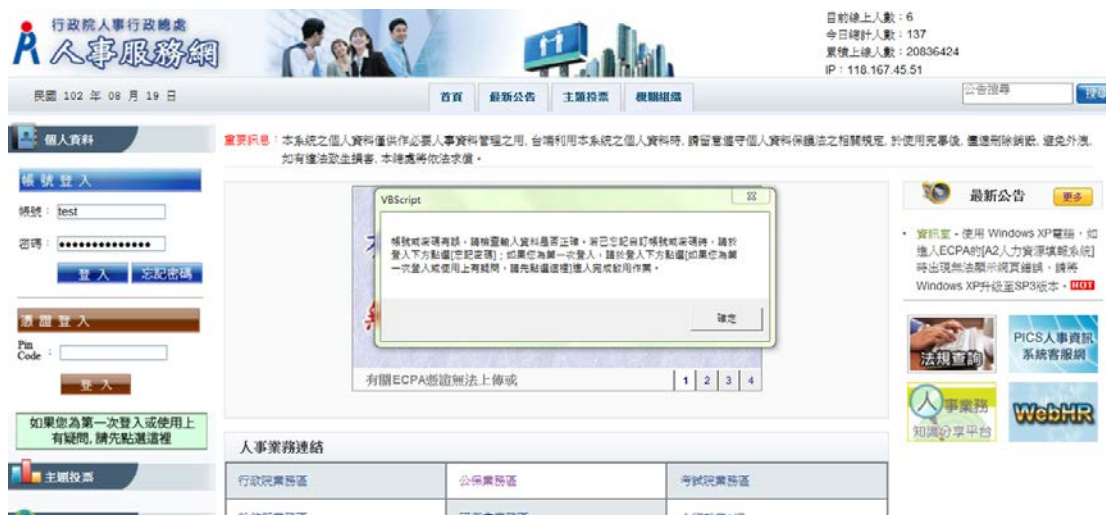 行政院人事行政總處
人事服務網
目前線上人數：6
今日總計人數：137
累積上線人數：20836424
IP：118.167.45.51
民國 102 年 08 月 19 日
首頁
最新公告
主題投票
機關組織
公告搜尋
搜尋
個人資料
重要訊息：本系統之個人資料僅供作必要人事資料管理之用, 台端利用本系統之個人資料時, 請留意遵守個人資料保護法之相關規定, 於使用完畢後, 儘速刪除銷毀, 避免外洩,
如有違法致生損害, 本總處將依法求償。
帳號登入
帳號：
test
密碼：
登 入
忘記密碼
憑證登入
Pin
Code :
登 入
如果您為第一次登入或使用上
有疑問, 請先點選這裡
主題投票
VBScript
帳號或密碼有誤，請檢查輸入資料是否正確，若已忘記自訂帳號或密碼時，請於
登入下方點選[忘記密碼]；如果您為第一次登入，請於登入下方點選[如果您為第
一次登入或使用上有疑問，請先點選這裡]進入完成啟用作業。
確定
有關ECPA憑證無法上傳或
1 2 3 4
人事業務連結
行政院業務區
公保業務區
考試院業務區
最新公告
更多
資訊室 - 使用 Windows XP電腦，如
進入ECPA的[A2人力資源填報系統]
時出現無法顯示網頁錯誤，請將
Windows XP升級至SP3版本。HOT
法規查詢
PICS人事資訊
系統客服網
人事業務
知識分享平台
WebHR